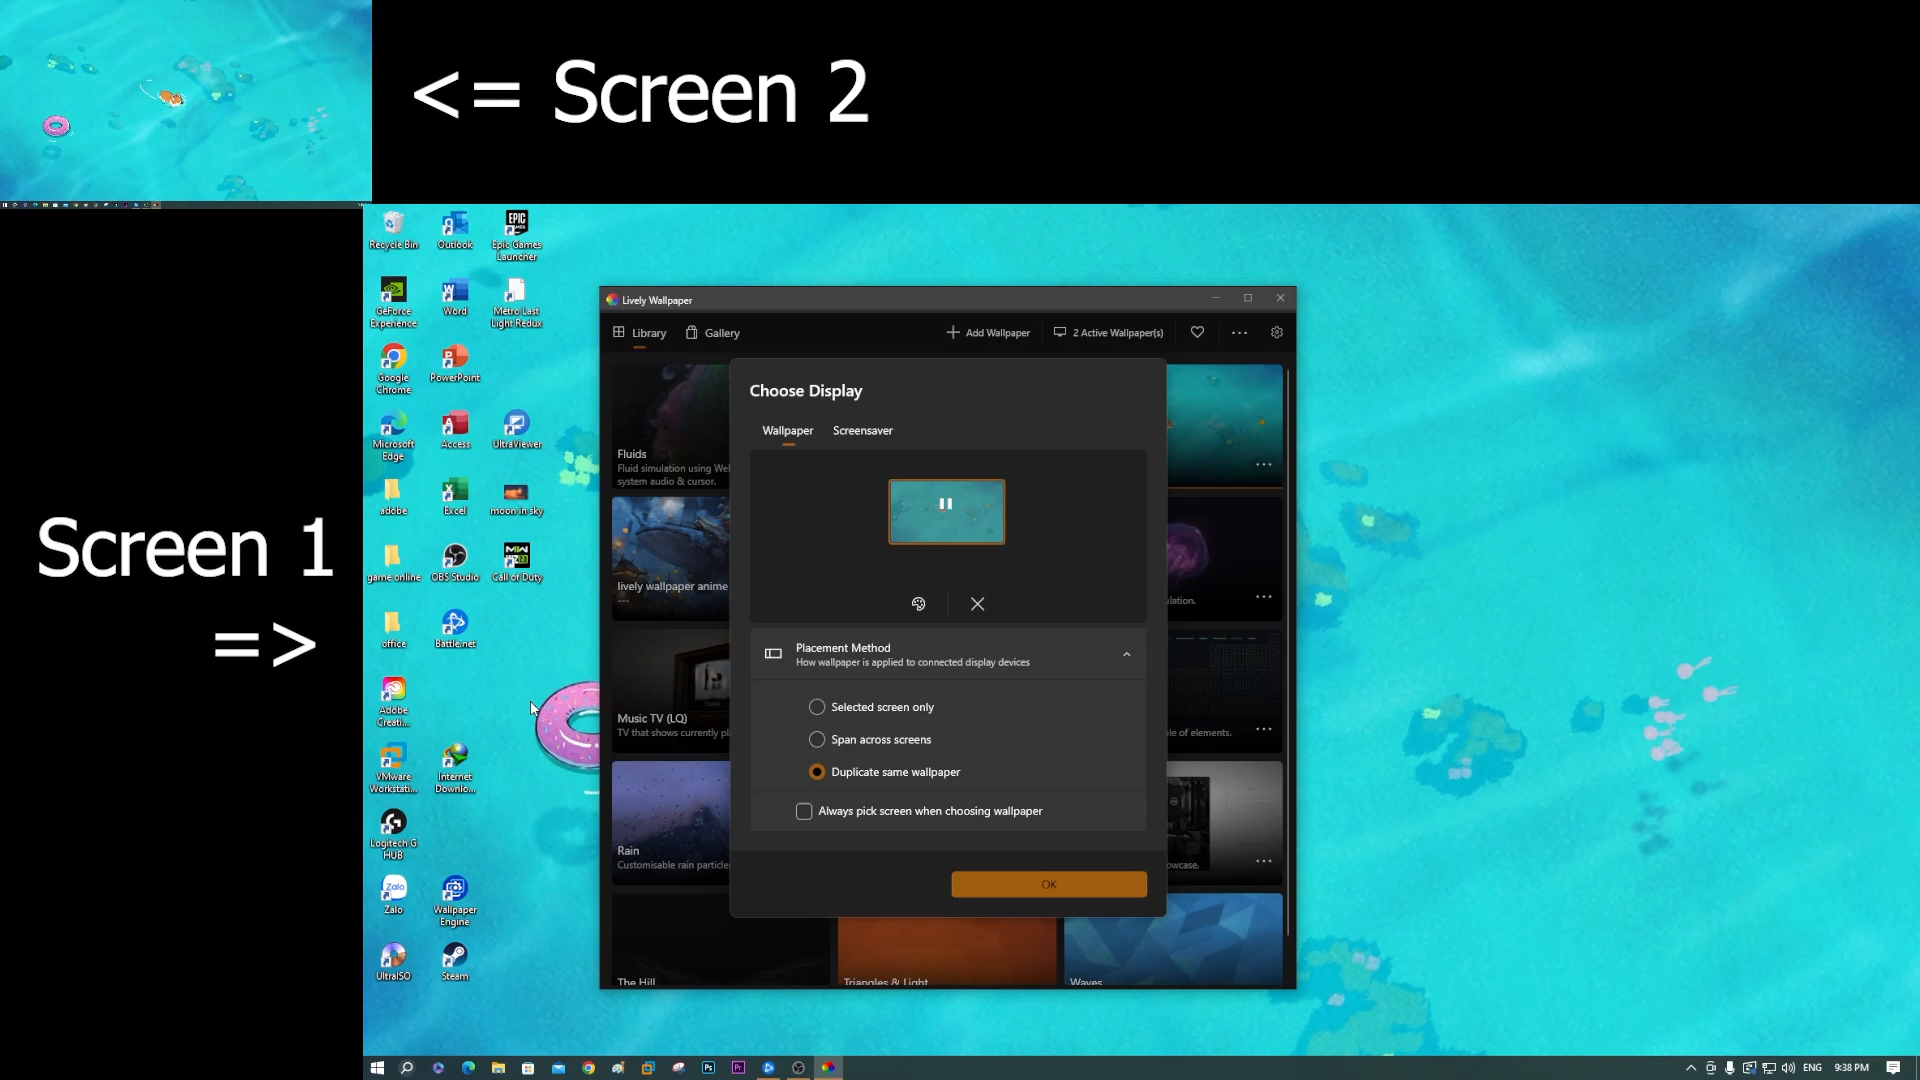 <= Screen 2
Screen 1
=>
Recycle Bin
Outlook
Epic Games
Launcher
GeForce
Experience
Word
Metro Last
Light Redux
Google
Chrome
PowerPoint
Microsoft
Edge
Access
UltraViewer
adobe
Excel
moon in sky
game online
OBS Studio
Call of Duty
office
Battle.net
Adobe
Creati...
VMware
Workstati...
Internet
Downlo...
Logitech G
HUB
Zalo
Wallpaper
Engine
UltraISO
Steam
Lively Wallpaper
Library
Gallery
Add Wallpaper
2 Active Wallpaper(s)
Fluids
Fluid simulation using We
system audio & cursor.
lively wallpaper anime
---
Music TV (LQ)
TV that shows currently pl
Rain
Customisable rain particle
The Hill
Triangles & Light
Waves
lation.
le of elements.
owcase.
Choose Display
Wallpaper
Screensaver
Placement Method
How wallpaper is applied to connected display devices
Selected screen only
Span across screens
Duplicate same wallpaper
Always pick screen when choosing wallpaper
OK
ENG
9:38 PM